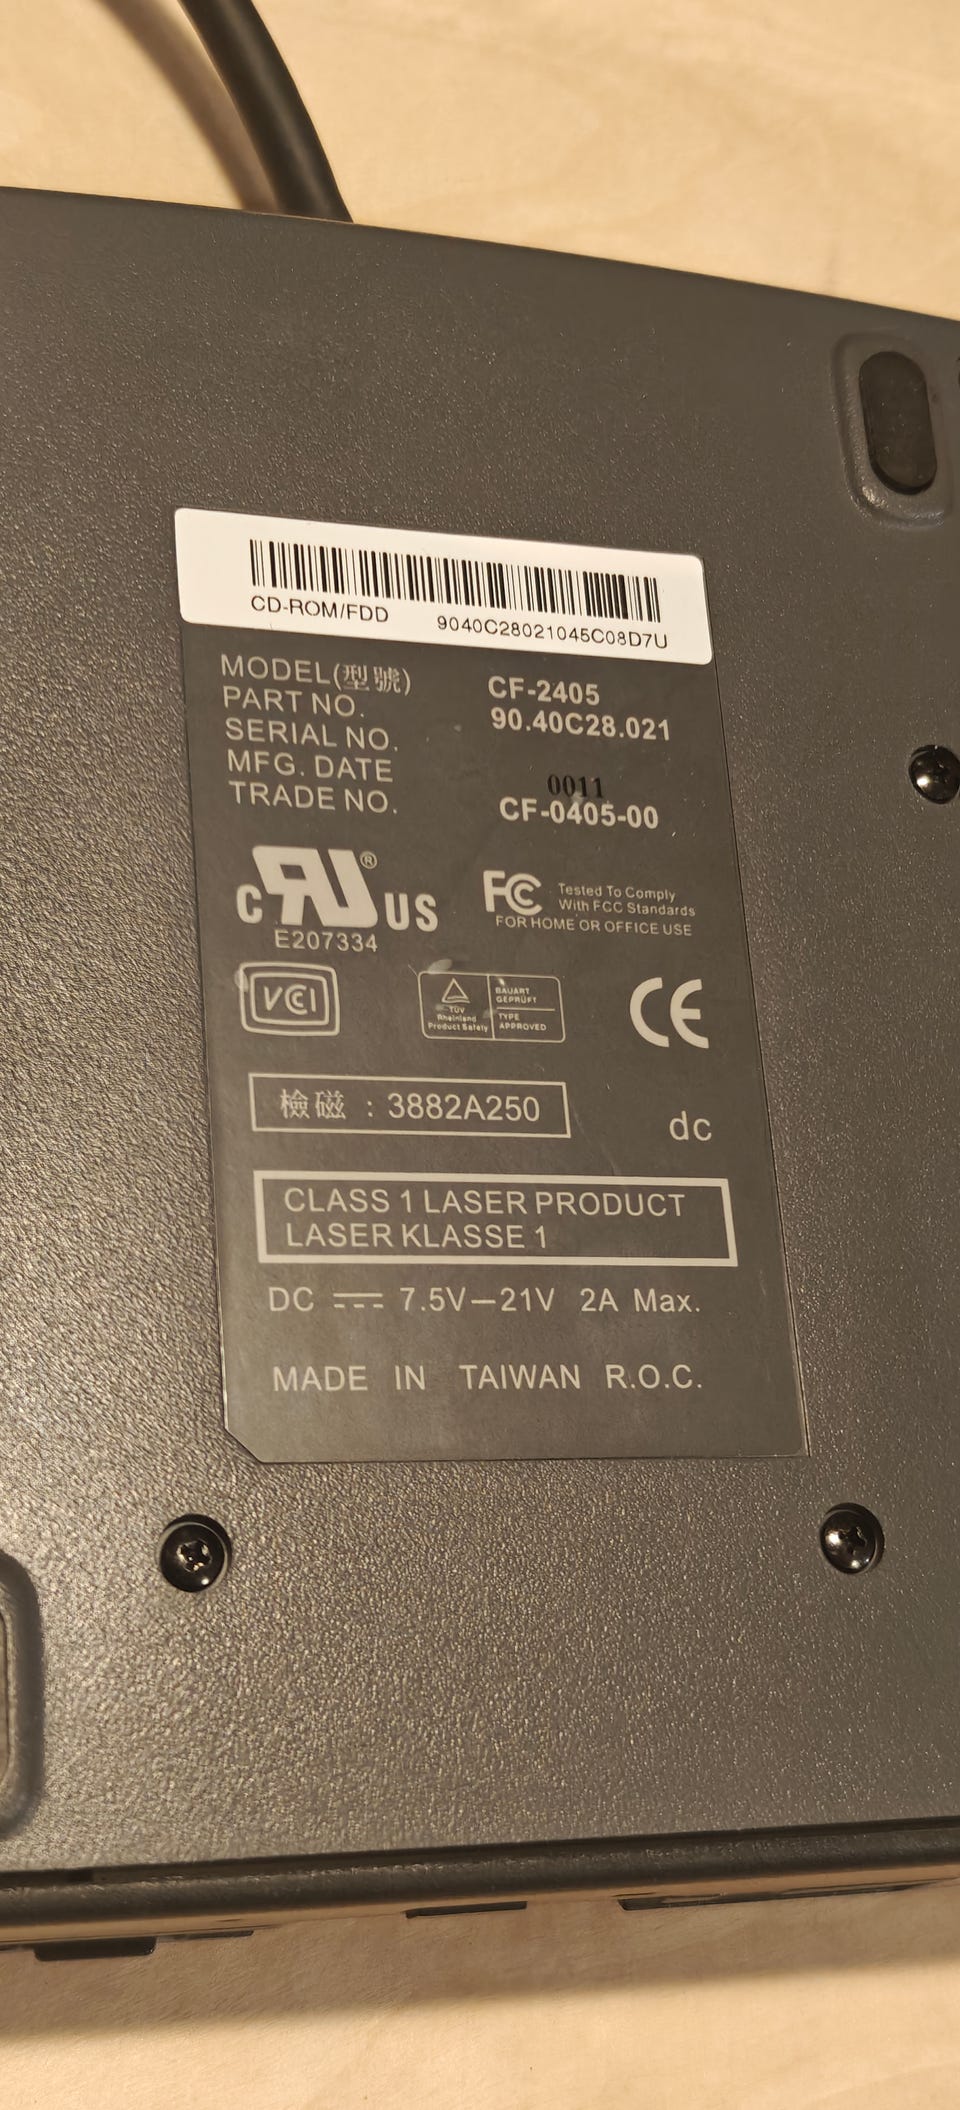 CD-ROM/FDD 9040C28021045C08D7U
MODEL(型號) CF-2405
PART NO. 90.40C28.021
SERIAL NO.
MFG. DATE 0011
TRADE NO. CF-0405-00
C RU ® US
E207334
FC Tested To Comply
With FCC Standards
FOR HOME OR OFFICE USE
VCI
TÜV
Rheinland
Product Safety
BAUART
GEPRÜFT
TYPE
APPROVED
CE
檢磁 : 3882A250
dc
CLASS 1 LASER PRODUCT
LASER KLASSE 1
DC 7.5V—21V 2A Max.
MADE IN TAIWAN R.O.C.